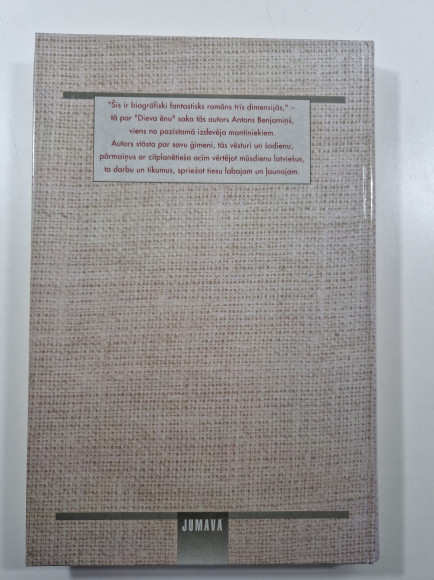 "Šis ir biogrāfiski fantastisks romāns trīs dimensijās," –
tā par "Dieva ēnu" saka tās autors Antons Benjamiņš,
viens no pazīstamā izdevēja mantiniekiem.
Autors stāsta par savu ģimeni, tās vēsturi un šodienu,
pārmaiņus ar citplanētieša acīm vērtējot mūsdienu latviešus,
to darbu un tikumus, spriežot tiesu labajam un ļaunajam.
JUMAVA